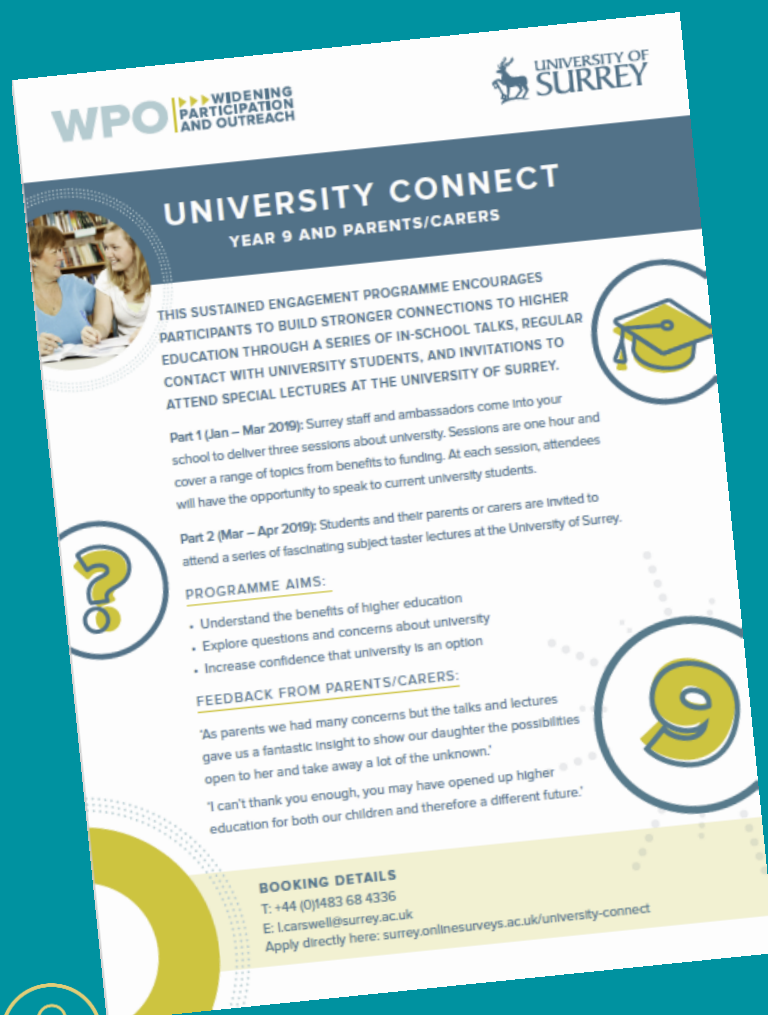 WPO
WIDENING
PARTICIPATION
AND OUTREACH
UNIVERSITY OF
SURREY
UNIVERSITY CONNECT
YEAR 9 AND PARENTS/CARERS
THIS SUSTAINED ENGAGEMENT PROGRAMME ENCOURAGES
PARTICIPANTS TO BUILD STRONGER CONNECTIONS TO HIGHER
EDUCATION THROUGH A SERIES OF IN-SCHOOL TALKS, REGULAR
CONTACT WITH UNIVERSITY STUDENTS, AND INVITATIONS TO
ATTEND SPECIAL LECTURES AT THE UNIVERSITY OF SURREY.
Part 1 (Jan – Mar 2019): Surrey staff and ambassadors come into your
school to deliver three sessions about university. Sessions are one hour and
cover a range of topics from benefits to funding. At each session, attendees
will have the opportunity to speak to current university students.
Part 2 (Mar – Apr 2019): Students and their parents or carers are invited to
attend a series of fascinating subject taster lectures at the University of Surrey.
?
PROGRAMME AIMS:
• Understand the benefits of higher education
• Explore questions and concerns about university
• Increase confidence that university is an option
FEEDBACK FROM PARENTS/CARERS:
9
'As parents we had many concerns but the talks and lectures
gave us a fantastic insight to show our daughter the possibilities
open to her and take away a lot of the unknown.'
'I can't thank you enough, you may have opened up higher
education for both our children and therefore a different future.'
BOOKING DETAILS
T: +44 (0)1483 68 4336
E: l.carswell@surrey.ac.uk
Apply directly here: surrey.onlinesurveys.ac.uk/university-connect